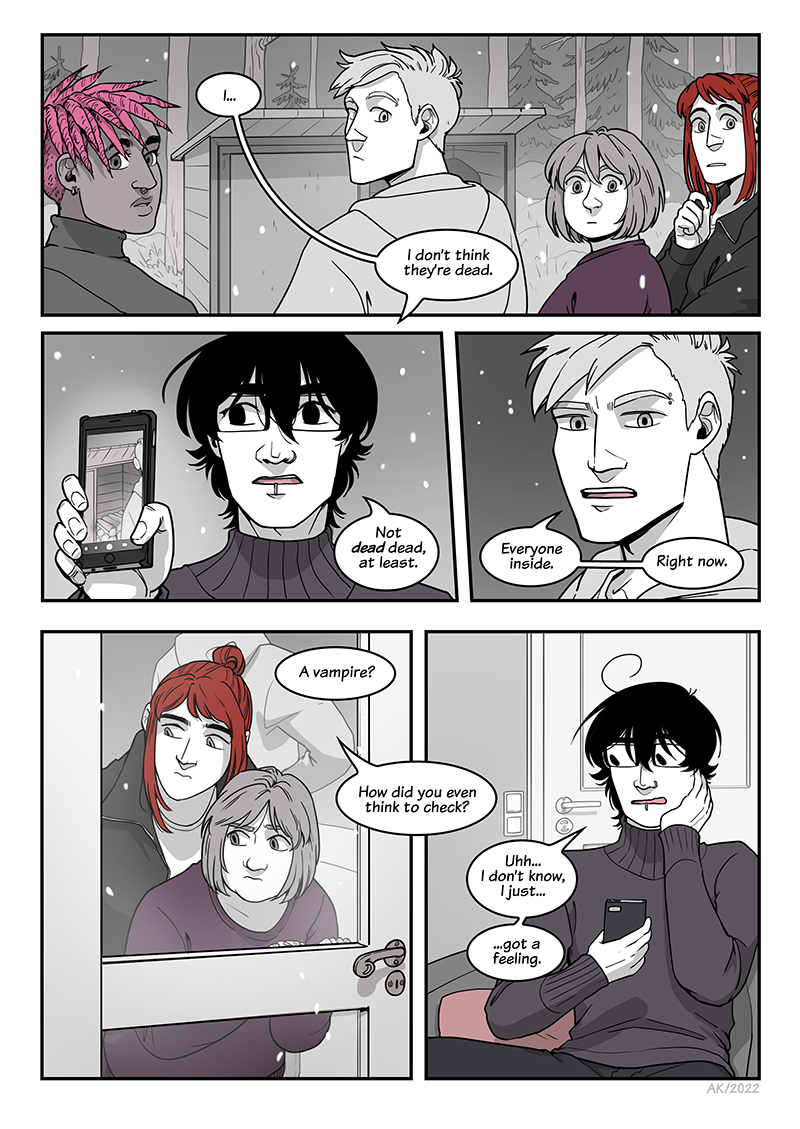 I...
I don't think
they're dead.
Not
dead dead,
at least.
Everyone
inside.
Right now.
A vampire?
How did you even
think to check?
Uhh...
I don't know,
I just...
...got a
feeling.
AK/2022